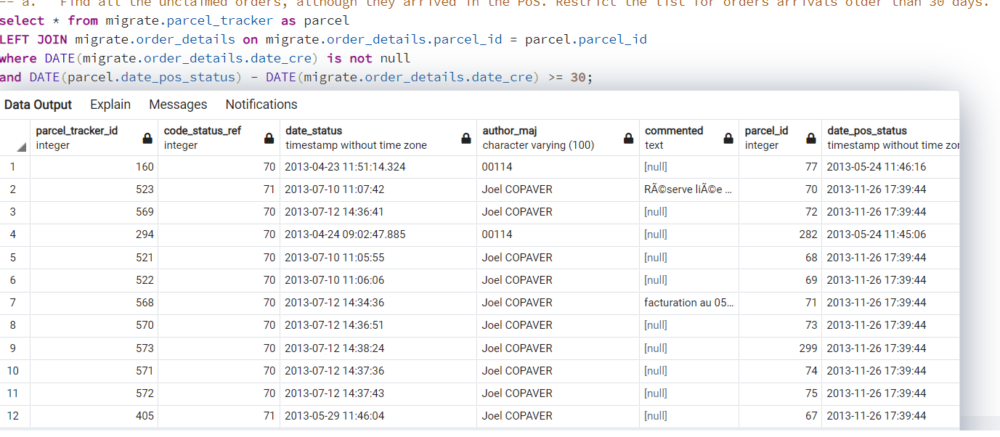 -- a. Find all the unclaimed orders, although they arrived in the PoS. Restrict the list for orders arrivals older than 30 days.
select * from migrate.parcel_tracker as parcel
LEFT JOIN migrate.order_details on migrate.order_details.parcel_id = parcel.parcel_id
where DATE(migrate.order_details.date_cre) is not null
and DATE(parcel.date_pos_status) - DATE(migrate.order_details.date_cre) >= 30;
Data Output Explain Messages Notifications
parcel_tracker_id code_status_ref date_status author_maj commented parcel_id date_pos_status
integer integer timestamp without time zone character varying (100) text integer timestamp without time zor
1 160 70 2013-04-23 11:51:14.324 00114 [null] 77 2013-05-24 11:46:16
2 523 71 2013-07-10 11:07:42 Joel COPAVER RÃ©serve liÃ©e ... 70 2013-11-26 17:39:44
3 569 70 2013-07-12 14:36:41 Joel COPAVER [null] 72 2013-11-26 17:39:44
4 294 70 2013-04-24 09:02:47.885 00114 [null] 282 2013-05-24 11:45:06
5 521 70 2013-07-10 11:05:55 Joel COPAVER [null] 68 2013-11-26 17:39:44
6 522 70 2013-07-10 11:06:06 Joel COPAVER [null] 69 2013-11-26 17:39:44
7 568 70 2013-07-12 14:34:36 Joel COPAVER facturation au 05... 71 2013-11-26 17:39:44
8 570 70 2013-07-12 14:36:51 Joel COPAVER [null] 73 2013-11-26 17:39:44
9 573 70 2013-07-12 14:38:24 Joel COPAVER [null] 299 2013-11-26 17:39:44
10 571 70 2013-07-12 14:37:36 Joel COPAVER [null] 74 2013-11-26 17:39:44
11 572 70 2013-07-12 14:37:43 Joel COPAVER [null] 75 2013-11-26 17:39:44
12 405 71 2013-05-29 11:46:04 Joel COPAVER [null] 67 2013-11-26 17:39:44